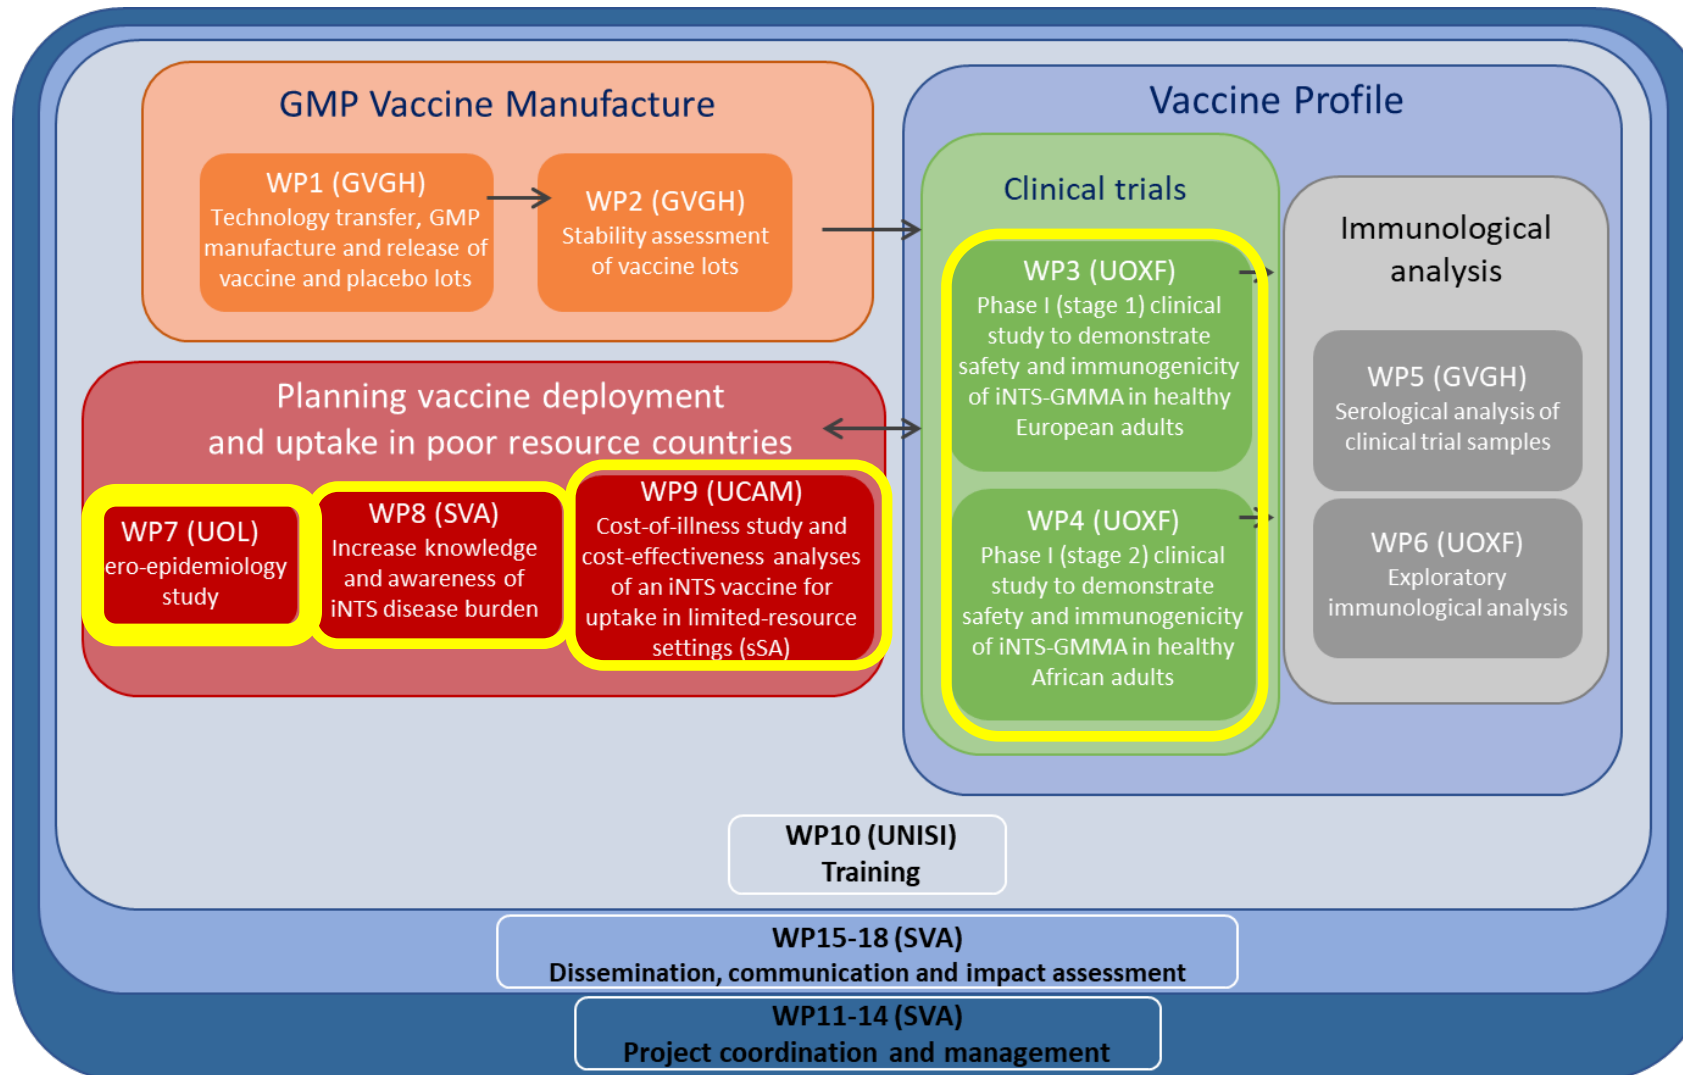 GMP Vaccine Manufacture
WP1 (GVGH)
Technology transfer, GMP
manufacture and release of
vaccine and placebo lots
WP2 (GVGH)
Stability assessment
of vaccine lots
Planning vaccine deployment
and uptake in poor resource countries
WP7 (UOL)
ero-epidemiology
study
WP8 (SVA)
Increase knowledge
and awareness of
iNTS disease burden
WP9 (UCAM)
Cost-of-illness study and
cost-effectiveness analyses
of an iNTS vaccine for
uptake in limited-resource
settings (sSA)
Vaccine Profile
Clinical trials
WP3 (UOXF)
Phase I (stage 1) clinical
study to demonstrate
safety and immunogenicity
of iNTS-GMMA in healthy
European adults
WP4 (UOXF)
Phase I (stage 2) clinical
study to demonstrate
safety and immunogenicity
of iNTS-GMMA in healthy
African adults
Immunological
analysis
WP5 (GVGH)
Serological analysis of
clinical trial samples
WP6 (UOXF)
Exploratory
immunological analysis
WP10 (UNISI)
Training
WP15-18 (SVA)
Dissemination, communication and impact assessment
WP11-14 (SVA)
Project coordination and management